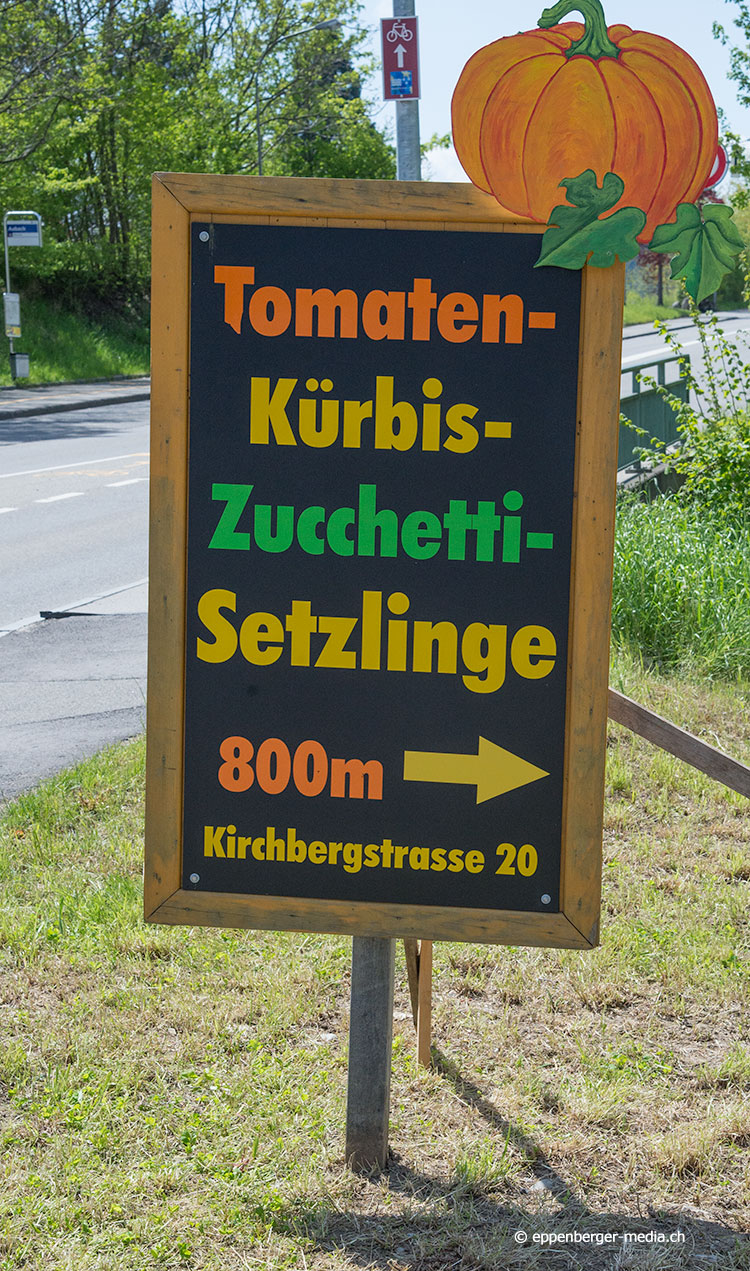 Tomaten-
Kürbis-
Zucchetti-
Setzlinge
800m
Kirchbergstrasse 20
© eppenberger-media.ch